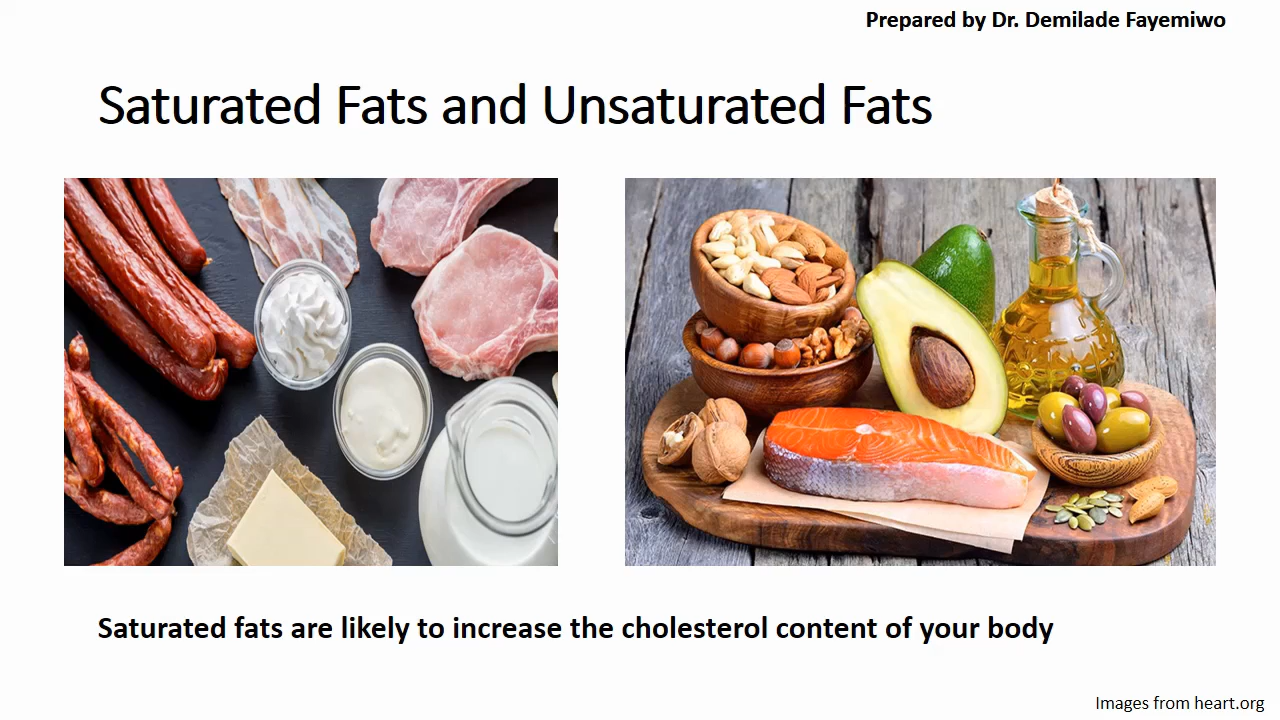 Prepared by Dr. Demilade Fayemiwo
Saturated Fats and Unsaturated Fats
Saturated fats are likely to increase the cholesterol content of your body
Images from heart.org